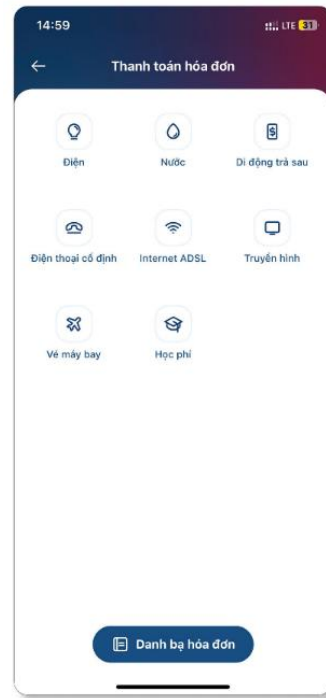 14:59 LTE 31
Thanh toán hóa đơn
Điện Nước Di động trả sau
Điện thoại cố định Internet ADSL Truyền hình
Vé máy bay Học phí
Danh bạ hóa đơn